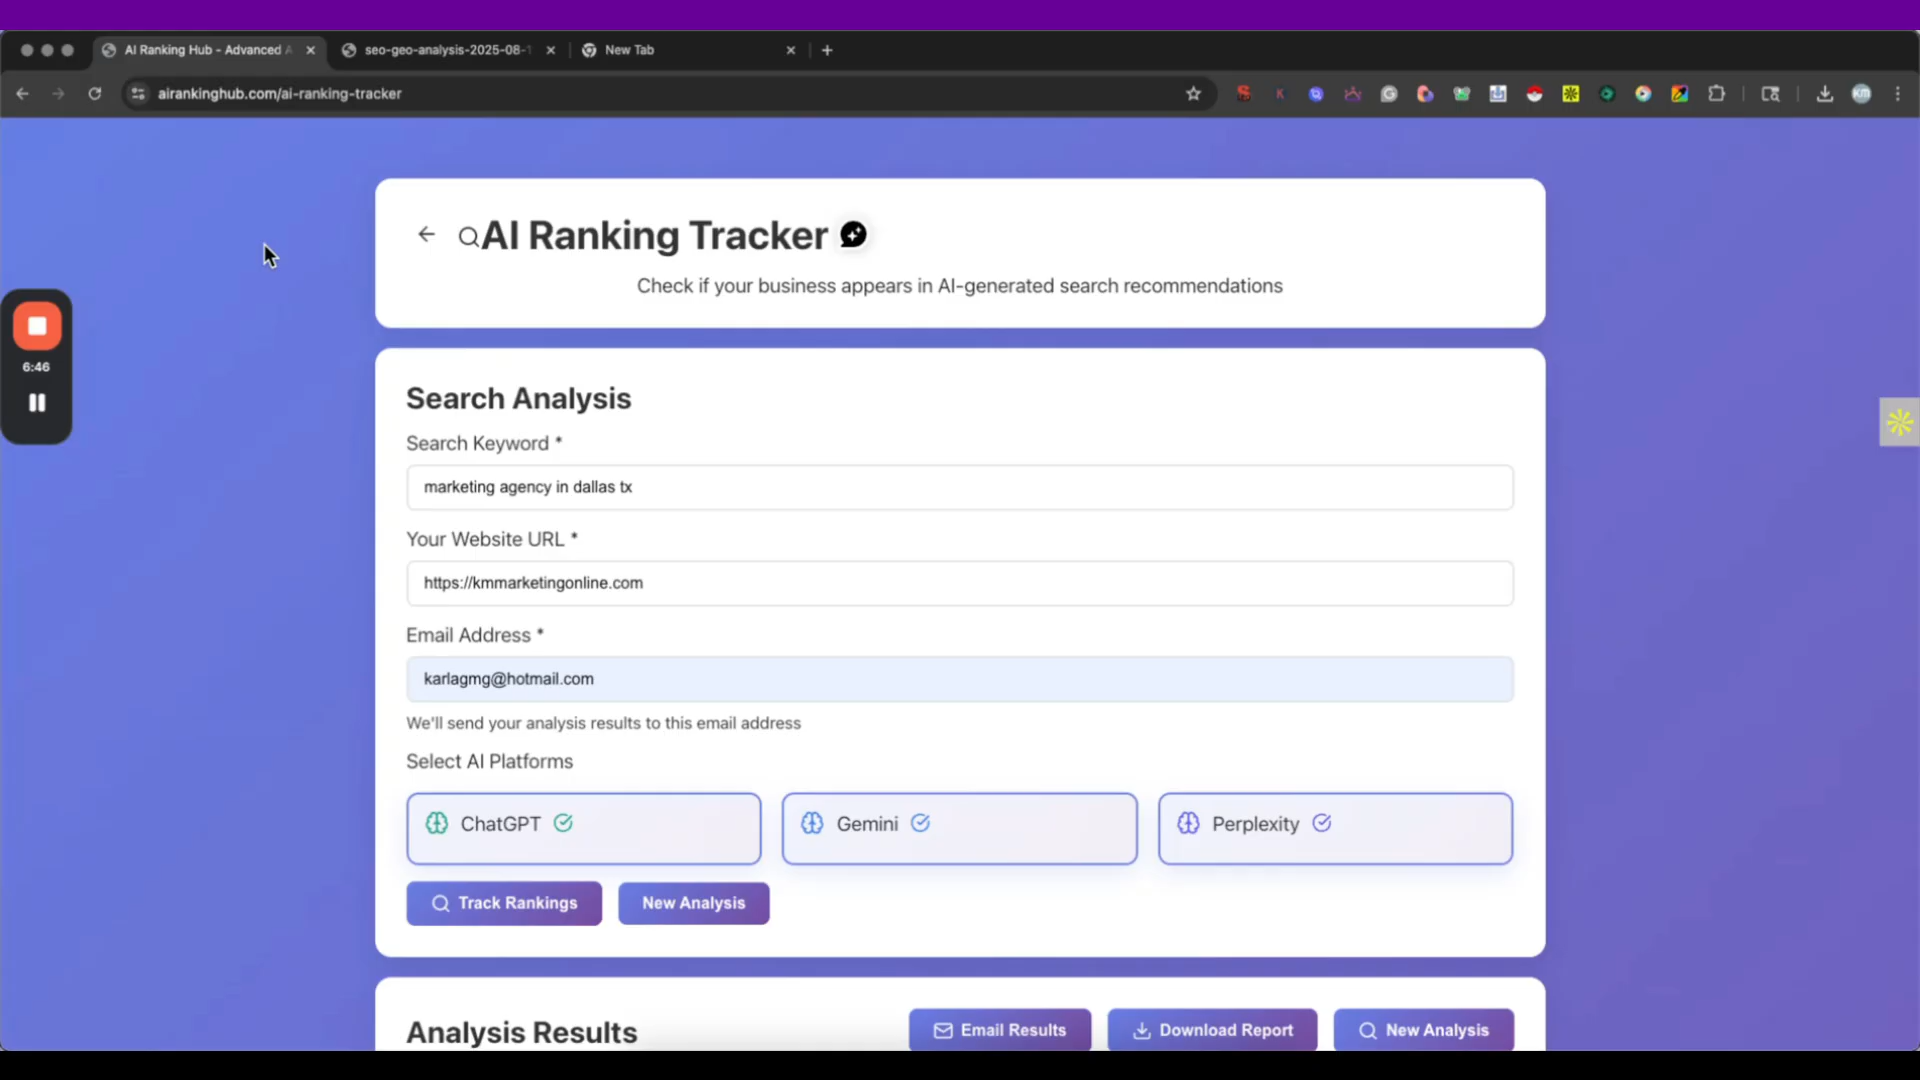 AI Ranking Hub - Advanced A
seo-geo-analysis-2025-08-1
New Tab
airankinghub.com/ai-ranking-tracker
6:46
AI Ranking Tracker
Check if your business appears in AI-generated search recommendations
Search Analysis
Search Keyword *
marketing agency in dallas tx
Your Website URL *
https://kmmarketingonline.com
Email Address *
karlagmg@hotmail.com
We'll send your analysis results to this email address
Select AI Platforms
ChatGPT
Gemini
Perplexity
Track Rankings
New Analysis
Analysis Results
Email Results
Download Report
New Analysis